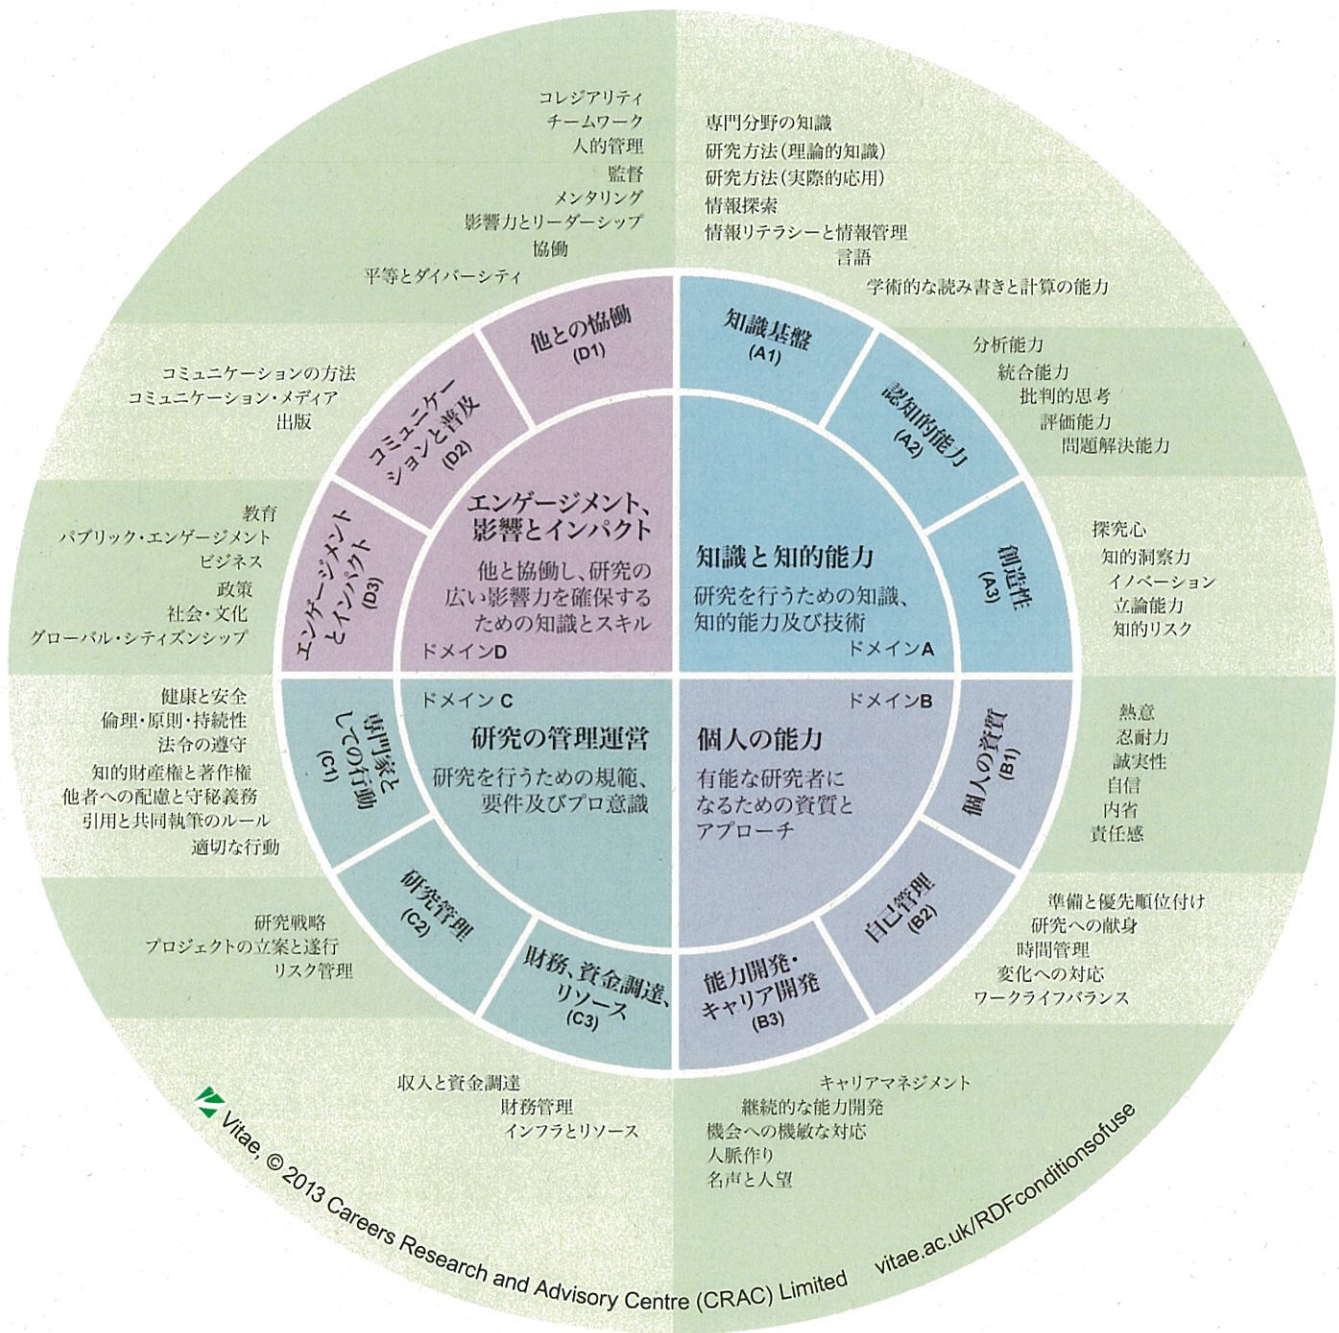 コレジアリティ
チームワーク
人的管理
監督
メンタリング
影響力とリーダーシップ
協働
平等とダイバーシティ
専門分野の知識
研究方法(理論的知識)
研究方法(実際的応用)
情報探索
情報リテラシーと情報管理
言語
学術的な読み書きと計算の能力
分析能力
統合能力
批判的思考
評価能力
問題解決能力
探究心
知的洞察力
イノベーション
立論能力
知的リスク
熱意
忍耐力
誠実性
自信
内省
責任感
準備と優先順位付け
研究への献身
時間管理
変化への対応
ワークライフバランス
キャリアマネジメント
継続的な能力開発
機会への機敏な対応
人脈作り
名声と人望
収入と資金調達
財務管理
インフラとリソース
研究戦略
プロジェクトの立案と遂行
リスク管理
健康と安全
倫理・原則・持続性
法令の遵守
知的財産権と著作権
他者への配慮と守秘義務
引用と共同執筆のルール
適切な行動
教育
パブリック・エンゲージメント
ビジネス
政策
社会・文化
グローバル・シティズンシップ
コミュニケーションの方法
コミュニケーション・メディア
出版
知識基盤
(A1)
認知的能力
(A2)
創造性
(A3)
個人の資質
(B1)
自己管理
(B2)
能力開発・
キャリア開発
(B3)
財務、資金調達、
リソース
(C3)
研究管理
(C2)
専門家と
しての行動
(C1)
エンゲージメント
とインパクト
(D3)
コミュニケー
ションと普及
(D2)
他との協働
(D1)
エンゲージメント、
影響とインパクト
他と協働し、研究の
広い影響力を確保する
ための知識とスキル
ドメインD
知識と知的能力
研究を行うための知識、
知的能力及び技術
ドメインA
ドメイン C
研究の管理運営
研究を行うための規範、
要件及びプロ意識
ドメインB
個人の能力
有能な研究者に
なるための資質と
アプローチ
Vitae, © 2013 Careers Research and Advisory Centre (CRAC) Limited
vitae.ac.uk/RDFconditionsofuse